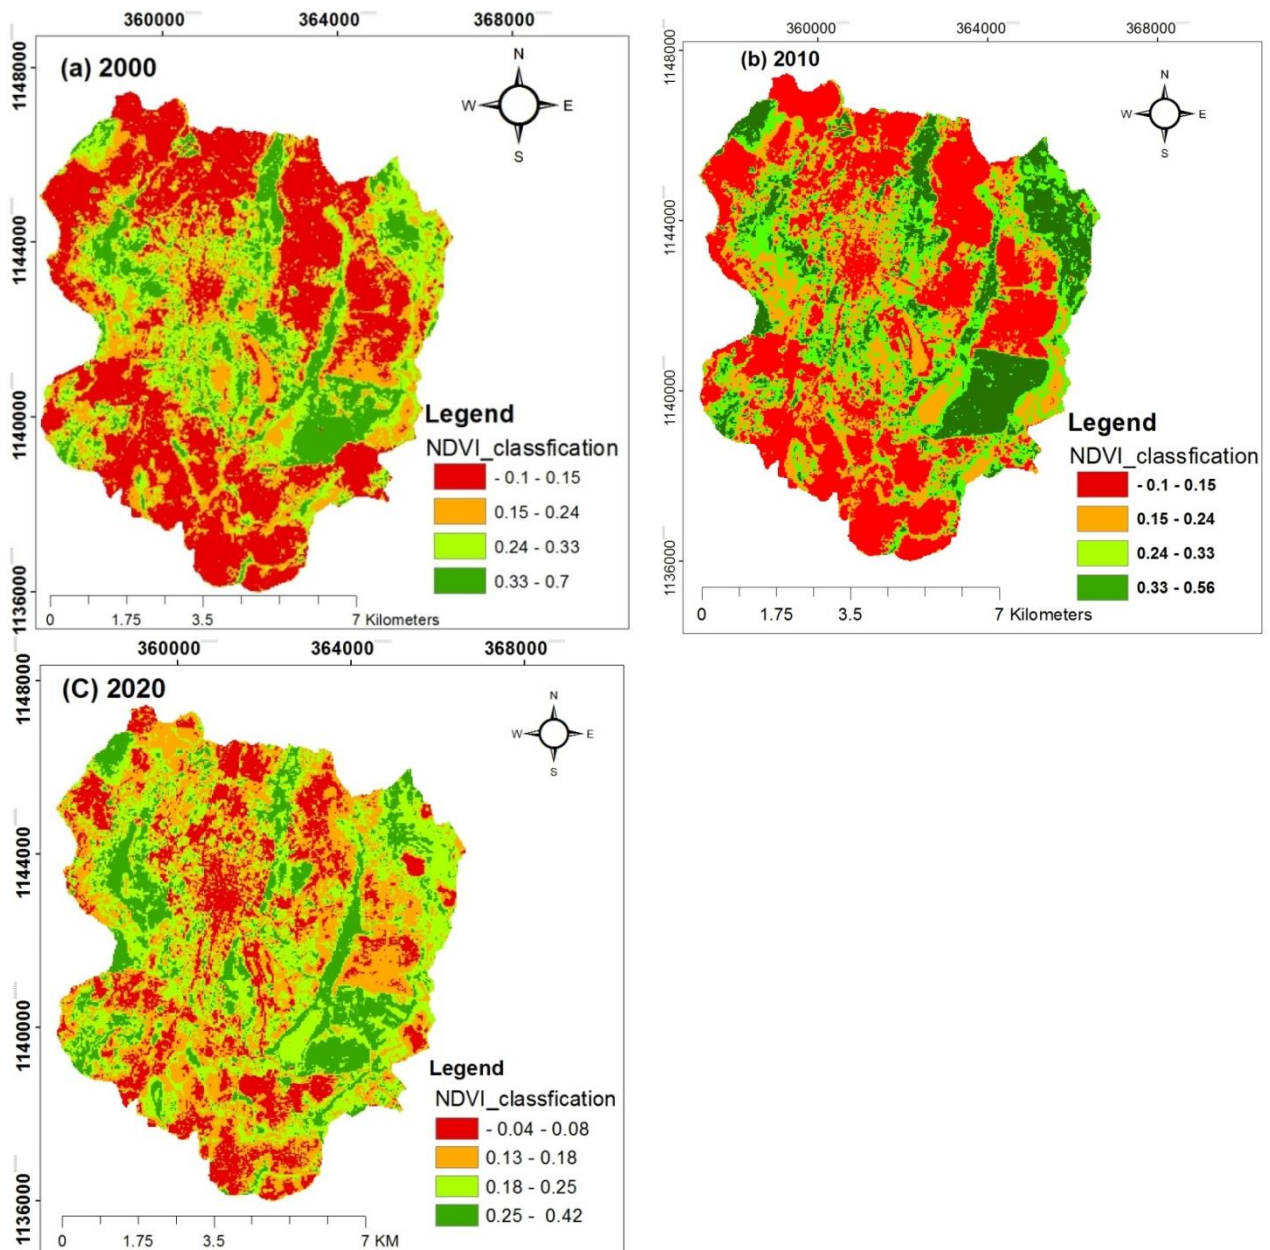 360000 364000 368000
(a) 2000
N
W E
S
1148000
1144000
1140000
1136000
Legend
NDVI_classfication
- 0.1 - 0.15
0.15 - 0.24
0.24 - 0.33
0.33 - 0.7
0 1.75 3.5 7 Kilometers
360000 364000 368000
(b) 2010
N
W E
S
1148000
1144000
1140000
1136000
Legend
NDVI_classfication
- 0.1 - 0.15
0.15 - 0.24
0.24 - 0.33
0.33 - 0.56
0 1.75 3.5 7 Kilometers
360000 364000 368000
(C) 2020
N
W E
S
1148000
1144000
1140000
1136000
Legend
NDVI_classfication
- 0.04 - 0.08
0.13 - 0.18
0.18 - 0.25
0.25 - 0.42
0 1.75 3.5 7 KM